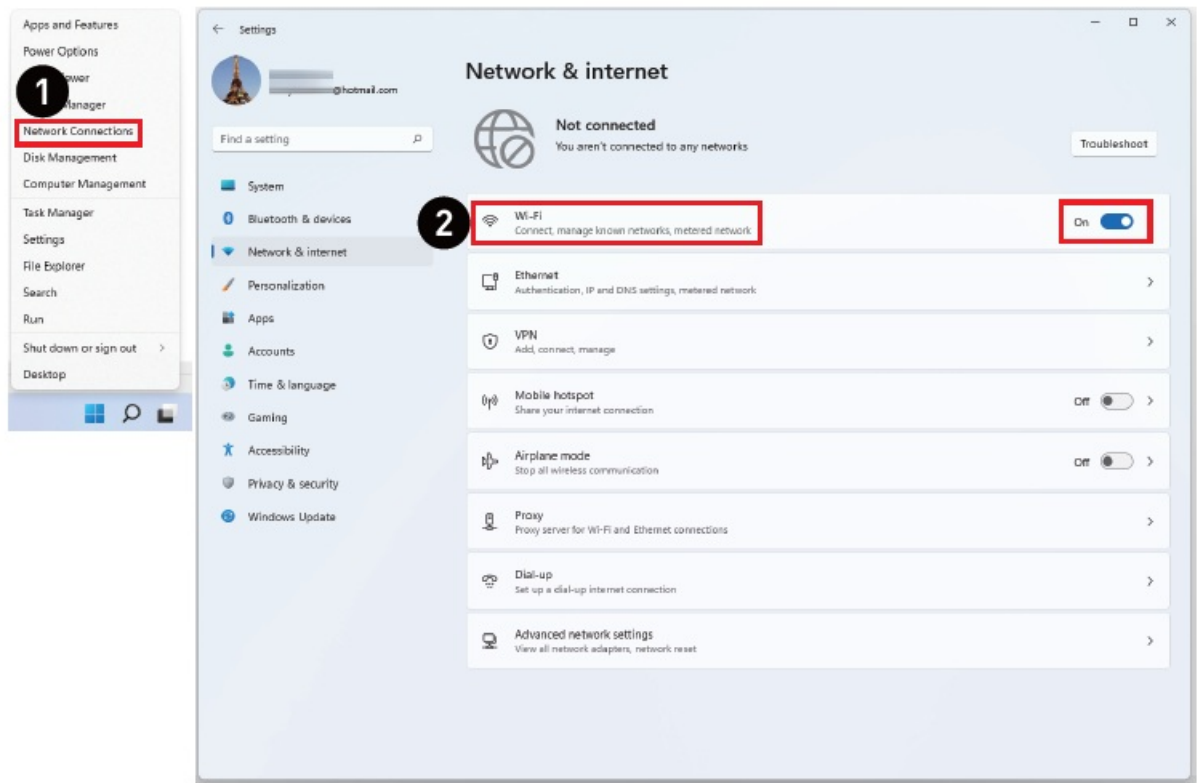 Apps and Features
Power Options
1
Network Connections
Disk Management
Computer Management
Task Manager
Settings
File Explorer
Search
Run
Shut down or sign out
Desktop
Settings
@hotmail.com
Find a setting
System
Bluetooth & devices
Network & internet
Personalization
Apps
Accounts
Time & language
Gaming
Accessibility
Privacy & security
Windows Update
Network & internet
Not connected
You aren't connected to any networks
Troubleshoot
2
Wi-Fi
Connect, manage known networks, metered network
On
Ethernet
Authentication, IP and DNS settings, metered network
VPN
Add, connect, manage
Mobile hotspot
Share your internet connection
Off
Airplane mode
Stop all wireless communication
Off
Proxy
Proxy server for Wi-Fi and Ethernet connections
Dial-up
Set up a dial-up internet connection
Advanced network settings
View all network adapters, network reset